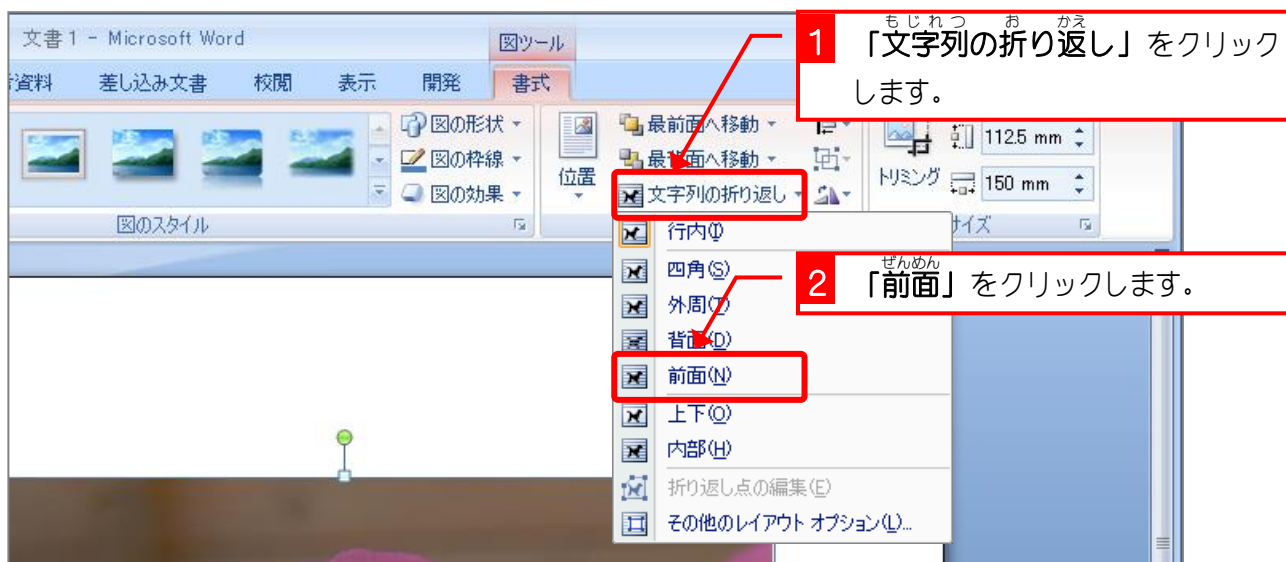 文書1 - Microsoft Word
図ツール
資料 差し込み文書 校閲 表示 開発 書式
図の形状
図の枠線
図の効果
図のスタイル
位置
最前面へ移動
最背面へ移動
文字列の折り返し
トリミング
112.5 mm
150 mm
イズ
行内(I)
四角(S)
外周(T)
背面(D)
前面(N)
上下(O)
内部(H)
折り返し点の編集(E)
その他のレイアウト オプション(L)...
1
もじれつ お かえ
「文字列の折り返し」をクリック
します。
2
ぜんめん
「前面」をクリックします。